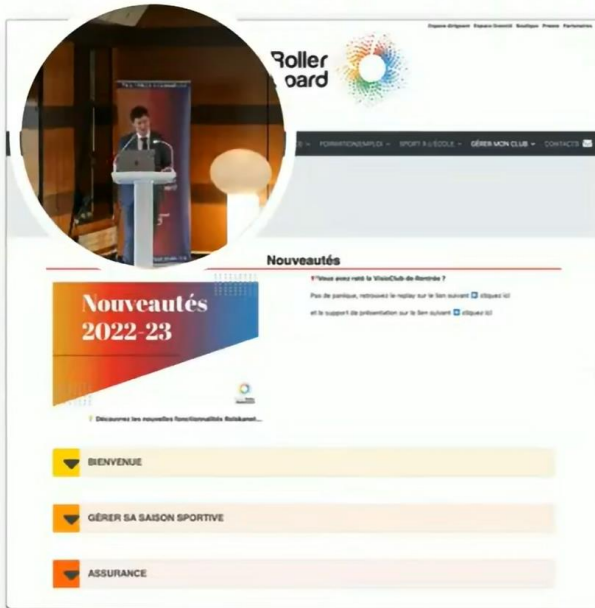 Espace dirigeant Espace licencié Boutique Presse Partenaires
Roller
oard
FORMATION/EMPLOI SPORT À L'ÉCOLE GÉRER MON CLUB CONTACTS
Nouveautés
Vous avez raté la VisioClub de Rentrée ?
Pas de panique, retrouvez le replay sur le lien suivant cliquez ici
et le support de présentation sur le lien suivant cliquez ici
Nouveautés
2022-23
Découvrez les nouvelles fonctionnalités Rolskanet...
BIENVENUE
GÉRER SA SAISON SPORTIVE
ASSURANCE